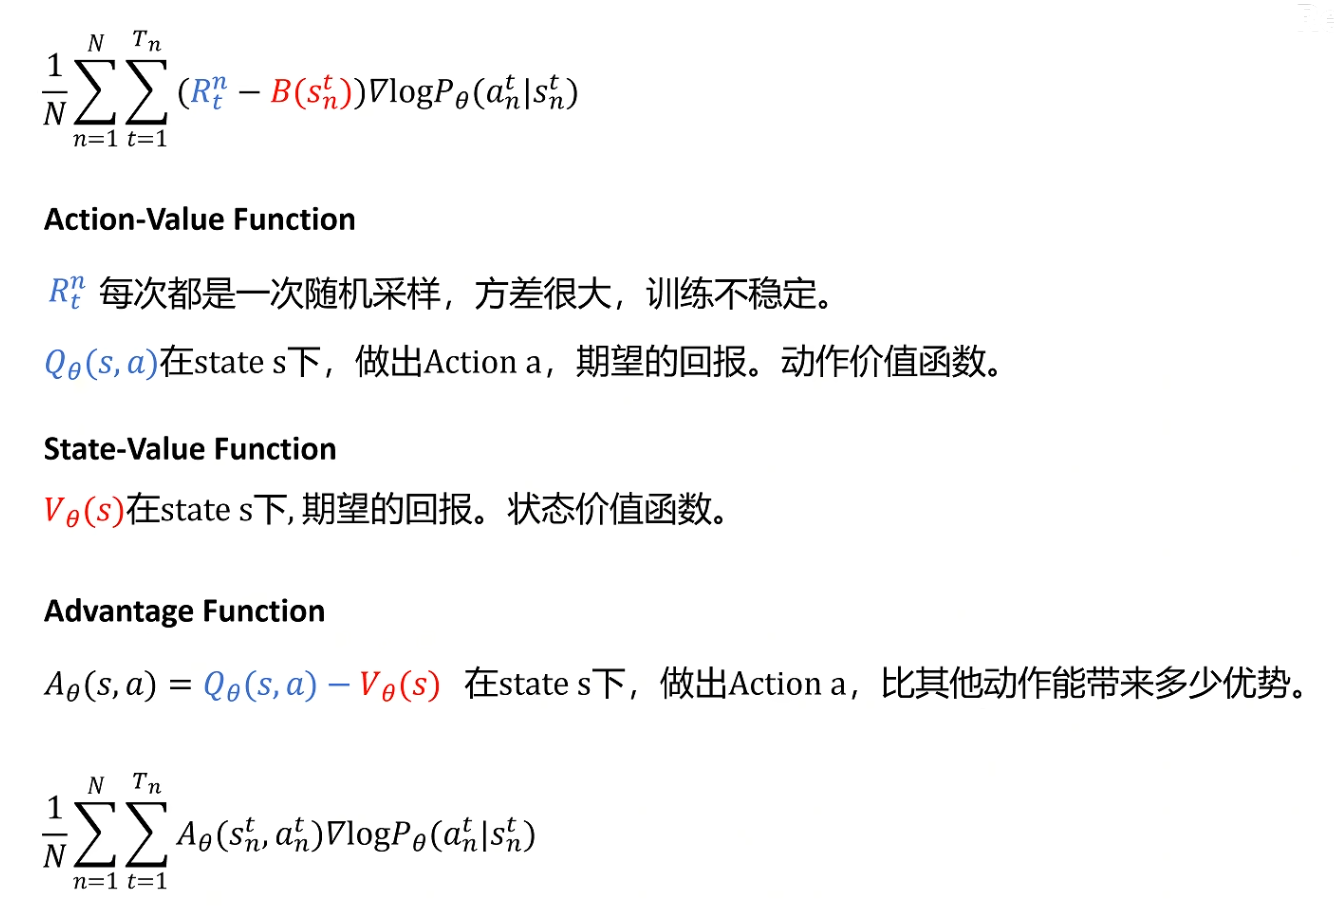 $\frac{1}{N}\sum_{n=1}^{N}\sum_{t=1}^{T_n}(R_t^n - B(s_n^t))\nabla \log P_\theta(a_n^t|s_n^t)$
Action-Value Function
$R_t^n$ 每次都是一次随机采样，方差很大，训练不稳定。
$Q_\theta(s,a)$在state s下，做出Action a，期望的回报。动作价值函数。
State-Value Function
$V_\theta(s)$在state s下, 期望的回报。状态价值函数。
Advantage Function
$A_\theta(s,a) = Q_\theta(s,a) - V_\theta(s)$ 在state s下，做出Action a，比其他动作能带来多少优势。
$\frac{1}{N}\sum_{n=1}^{N}\sum_{t=1}^{T_n}A_\theta(s_n^t,a_n^t)\nabla \log P_\theta(a_n^t|s_n^t)$